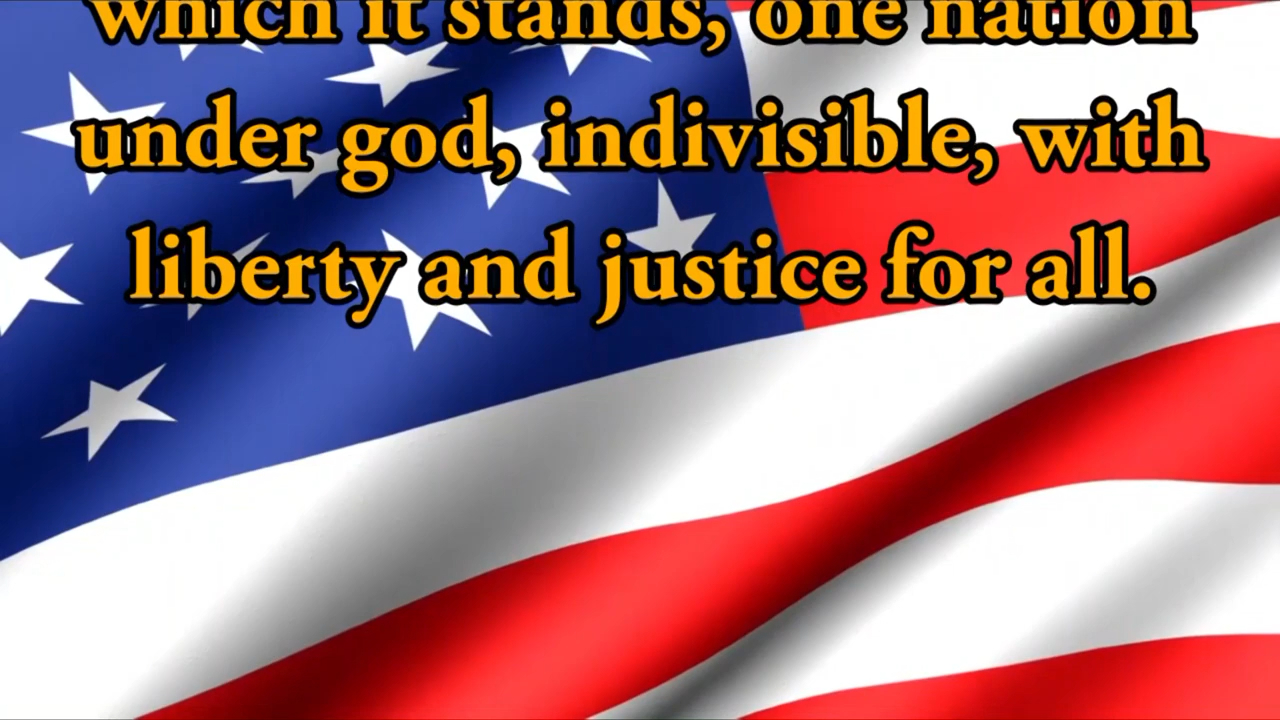 which it stands, one nation
under god, indivisible, with
liberty and justice for all.